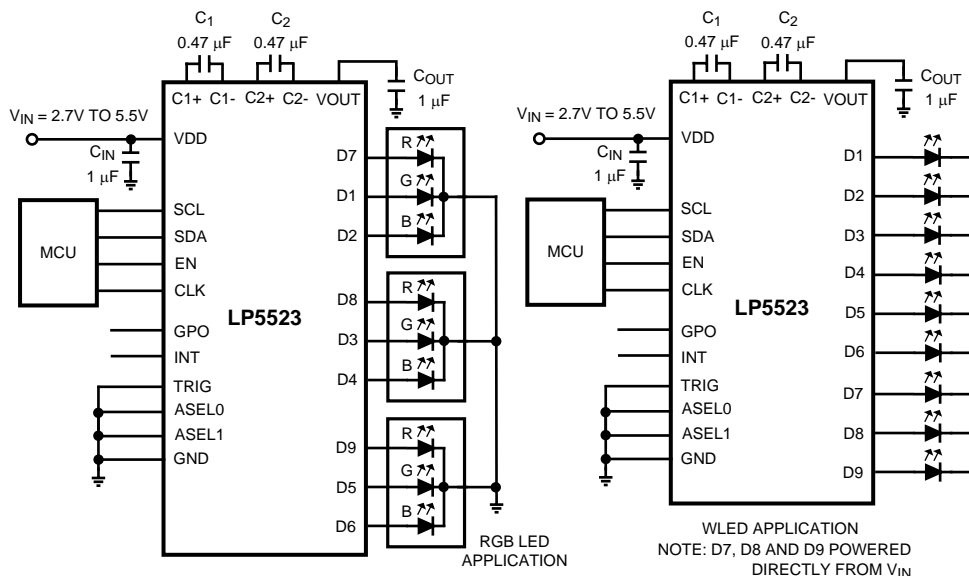 C1
0.47 µF
C2
0.47 µF
COUT
1 µF
C1+ C1- C2+ C2- VOUT
VIN = 2.7V TO 5.5V
VDD
CIN
1 µF
MCU
SCL
SDA
EN
CLK
LP5523
GPO
INT
TRIG
ASEL0
ASEL1
GND
D7
D1
D2
D8
D3
D4
D9
D5
D6
R
G
B
R
G
B
R
G
B
RGB LED
APPLICATION
C1
0.47 µF
C2
0.47 µF
COUT
1 µF
C1+ C1- C2+ C2- VOUT
VIN = 2.7V TO 5.5V
VDD
CIN
1 µF
MCU
SCL
SDA
EN
CLK
LP5523
GPO
INT
TRIG
ASEL0
ASEL1
GND
D1
D2
D3
D4
D5
D6
D7
D8
D9
WLED APPLICATION
NOTE: D7, D8 AND D9 POWERED
DIRECTLY FROM VIN